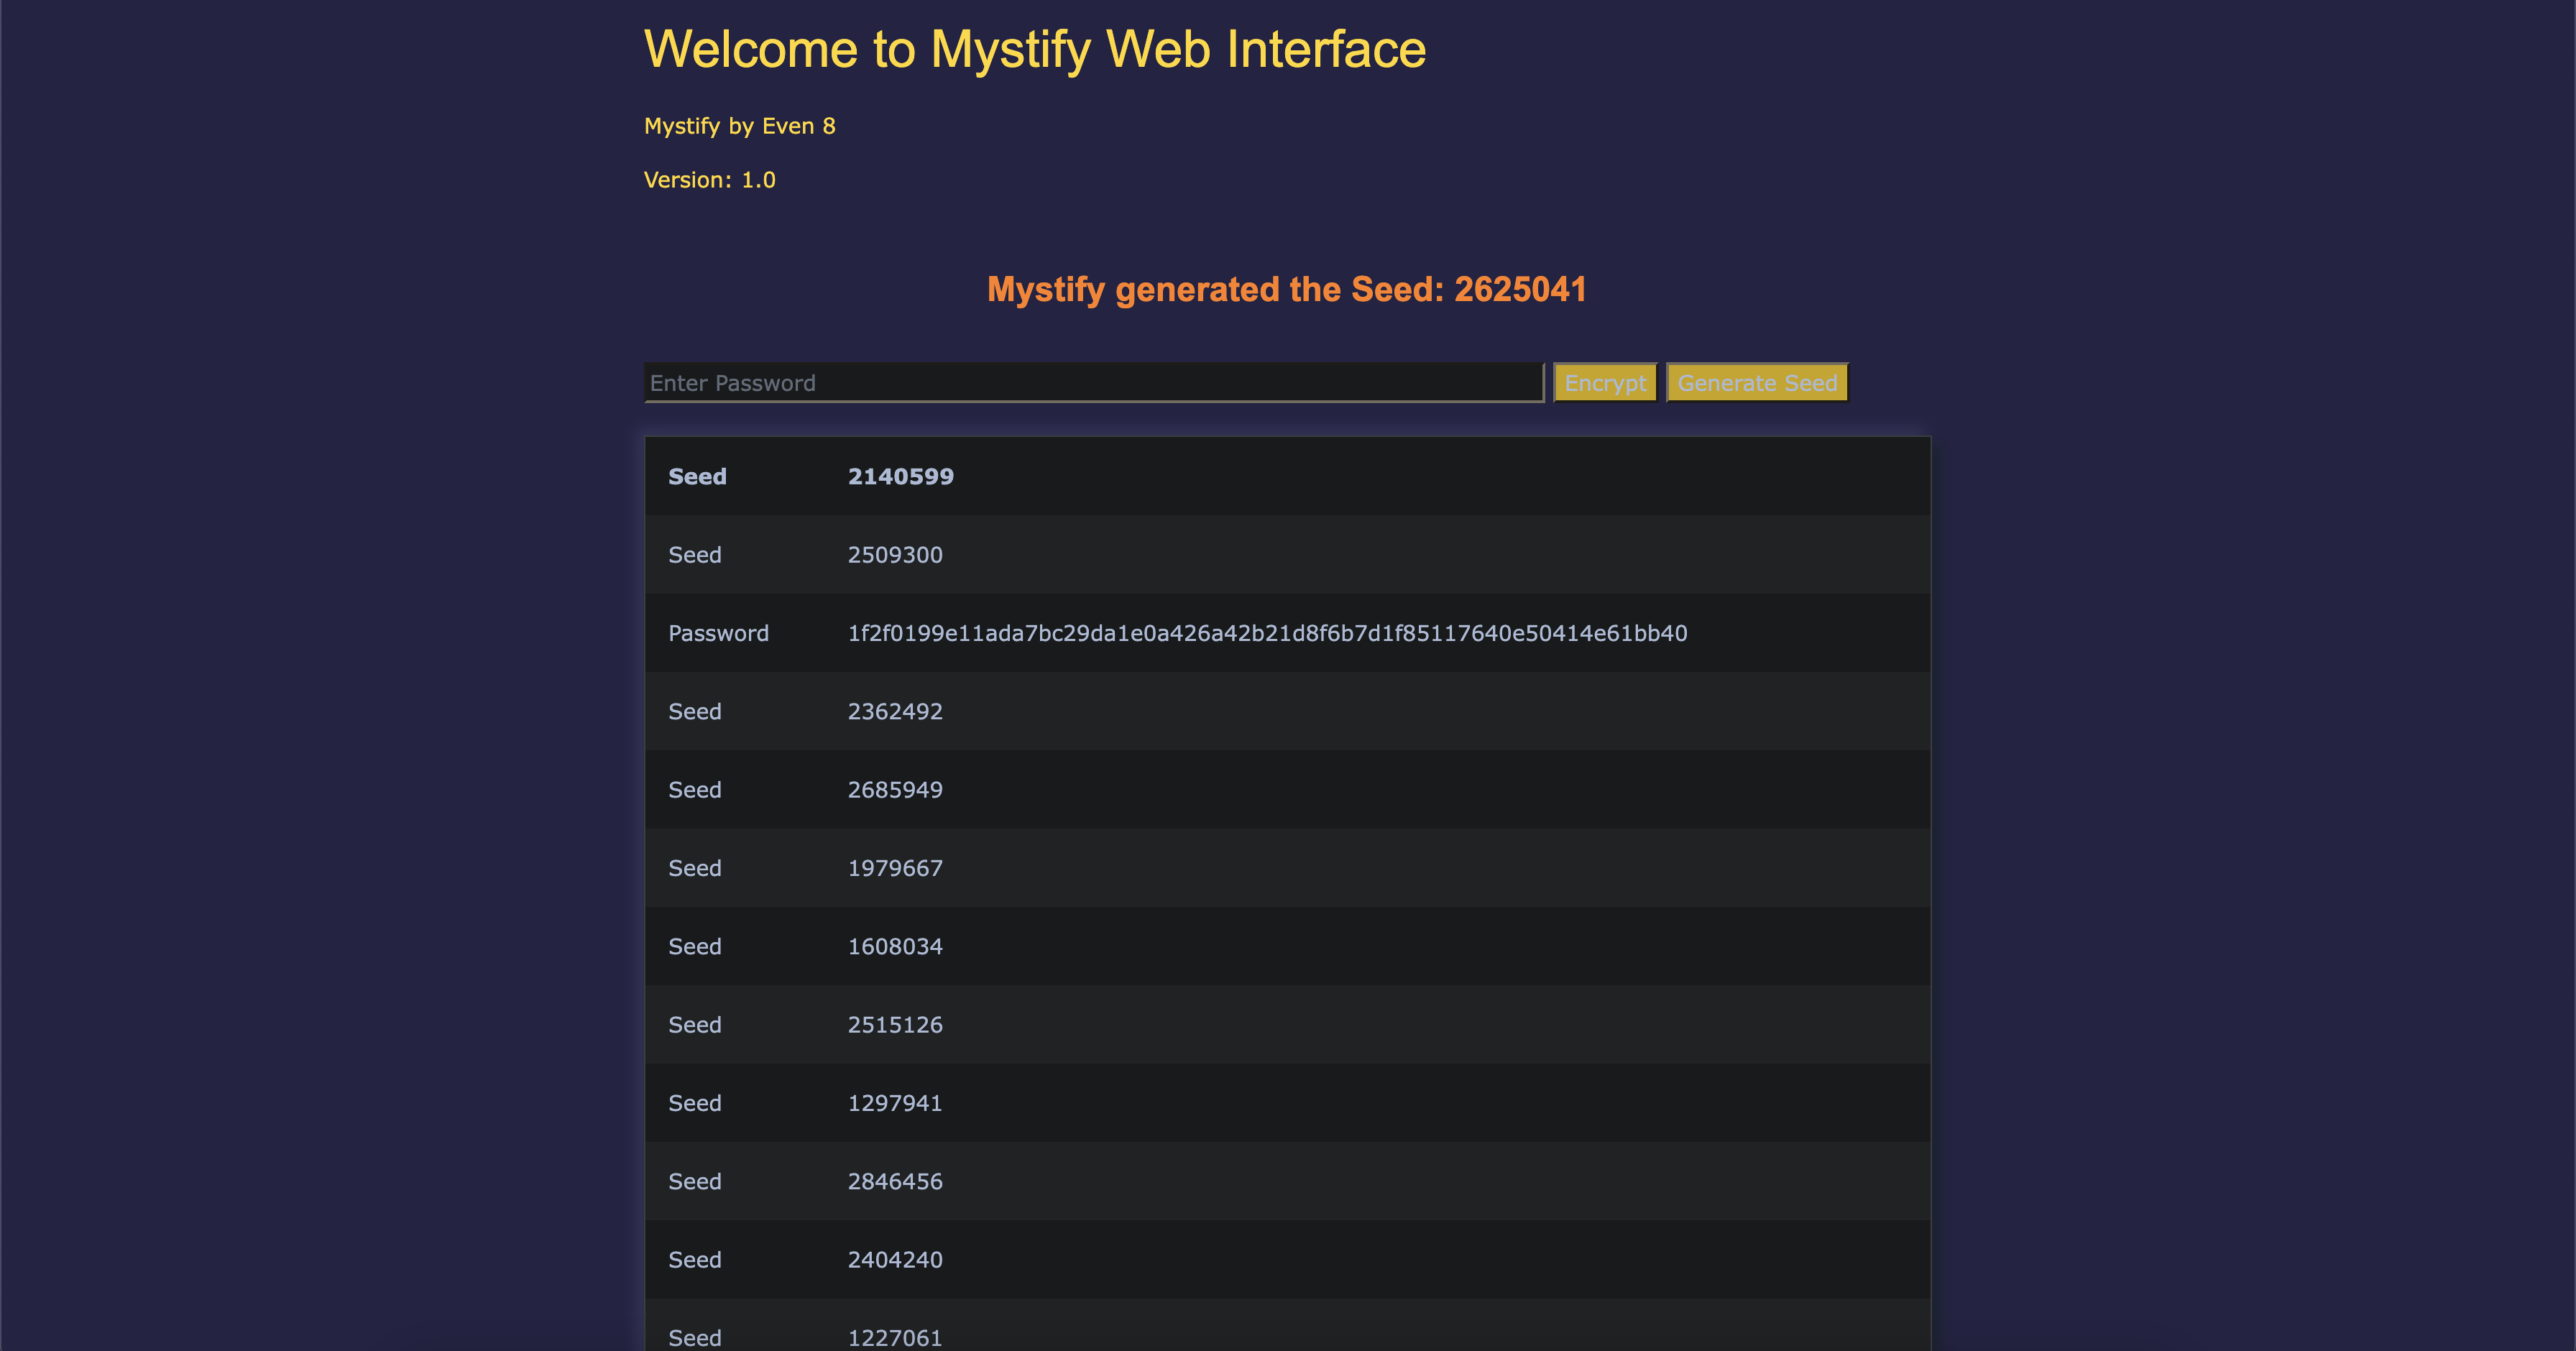 Welcome to Mystify Web Interface
Mystify by Even 8
Version: 1.0
Mystify generated the Seed: 2625041
Enter Password Encrypt Generate Seed
Seed 2140599
Seed 2509300
Password 1f2f0199e11ada7bc29da1e0a426a42b21d8f6b7d1f85117640e50414e61bb40
Seed 2362492
Seed 2685949
Seed 1979667
Seed 1608034
Seed 2515126
Seed 1297941
Seed 2846456
Seed 2404240
Seed 1227061